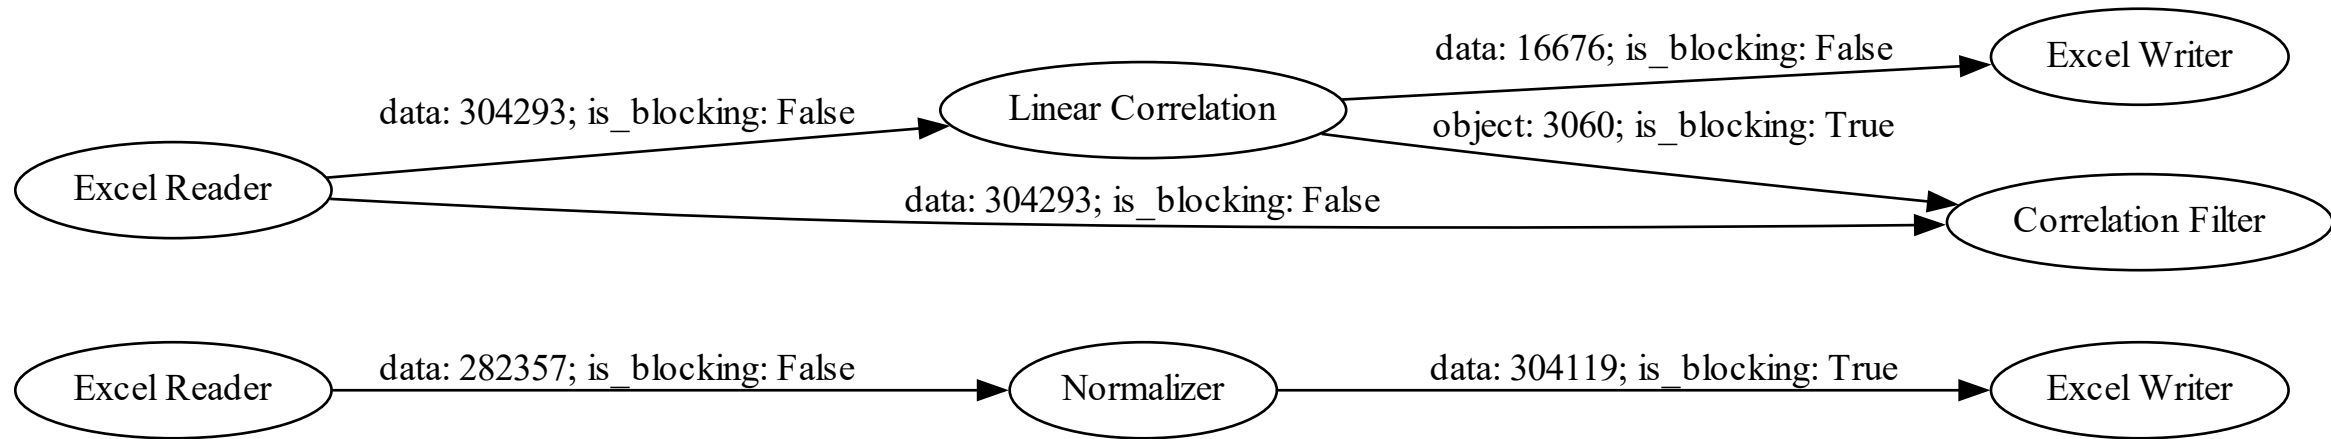 Excel Writer
data: 16676; is_blocking: False
Linear Correlation
data: 304293; is_blocking: False
object: 3060; is_blocking: True
Excel Reader
data: 304293; is_blocking: False
Correlation Filter
Excel Reader
data: 282357; is_blocking: False
Normalizer
data: 304119; is_blocking: True
Excel Writer